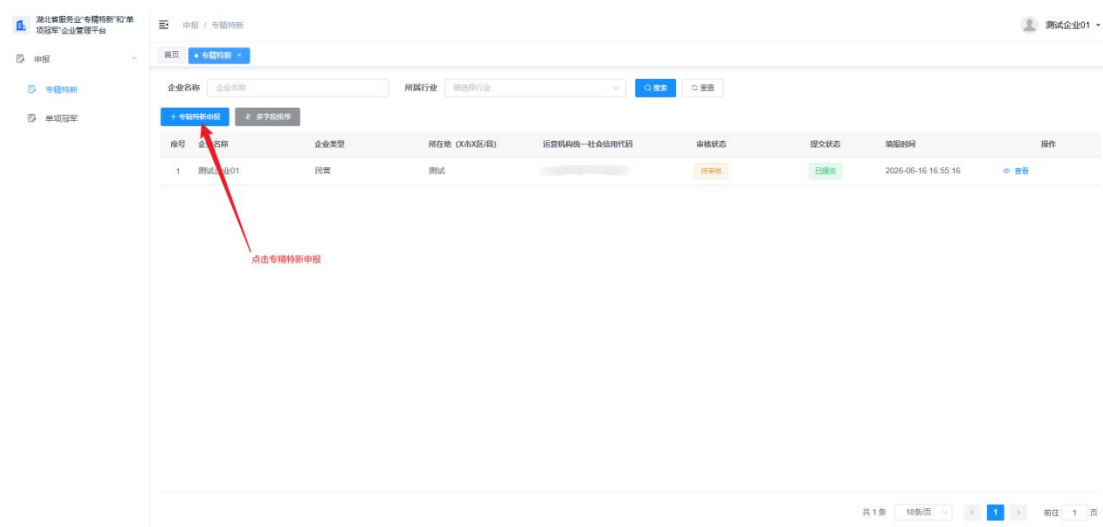 湖北省服务业“专精特新”和“单
项冠军”企业管理平台
申报 / 专精特新
测试企业01
申报
首页 专精特新 ×
专精特新
企业名称 企业名称 所属行业 请选择行业 搜索 重置
单项冠军
+ 专精特新申报 多字段排序
序号 企业名称 企业类型 所在地（X市X区/县） 运营机构统一社会信用代码 审核状态 提交状态 填报时间 操作
1 测试企业01 民营 测试 待审核 已提交 2026-06-16 16:55:16 查看
点击专精特新申报
共 1 条 10条/页 < 1 > 前往 1 页